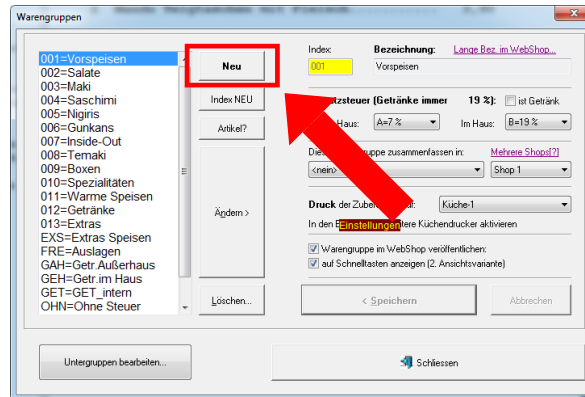 Warengruppen
001=Vorspeisen
002=Salate
003=Maki
004=Saschimi
005=Nigiris
006=Gunkans
007=Inside-Out
008=Temaki
009=Boxen
010=Spezialitäten
011=Warme Speisen
012=Getränke
013=Extras
EXS=Extras Speisen
FRE=Auslagen
GAH=Getr.Außerhaus
GEH=Getr.im Haus
GET=GET_intern
OHN=Ohne Steuer
Neu
Index NEU
Artikel?
Ändern >
Löschen...
Index: Bezeichnung: Lange Bez. im WebShop...
001 Vorspeisen
(Getränke immer 19 %): ist Getränk
Haus: A=7 % Im Haus: B=19 %
zusammenfassen in: Mehrere Shops[?]
Shop 1
Druck der Küche-1
In den Einstellungen Küchendrucker aktivieren
Warengruppe im WebShop veröffentlichen:
auf Schnelltasten anzeigen (2. Ansichtsvariante)
< Speichern Abbrechen
Untergruppen bearbeiten... Schliessen